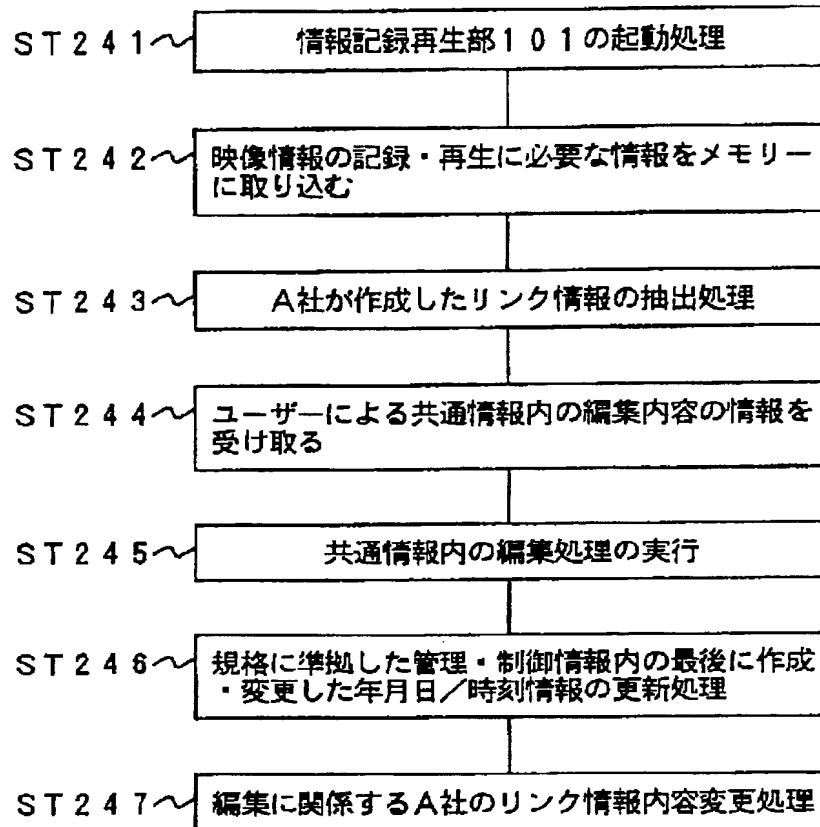 ST241 情報記録再生部101の起動処理
ST242 映像情報の記録・再生に必要な情報をメモリー
に取り込む
ST243 A社が作成したリンク情報の抽出処理
ST244 ユーザーによる共通情報内の編集内容の情報を
受け取る
ST245 共通情報内の編集処理の実行
ST246 規格に準拠した管理・制御情報内の最後に作成
・変更した年月日／時刻情報の更新処理
ST247 編集に関係するA社のリンク情報内容変更処理